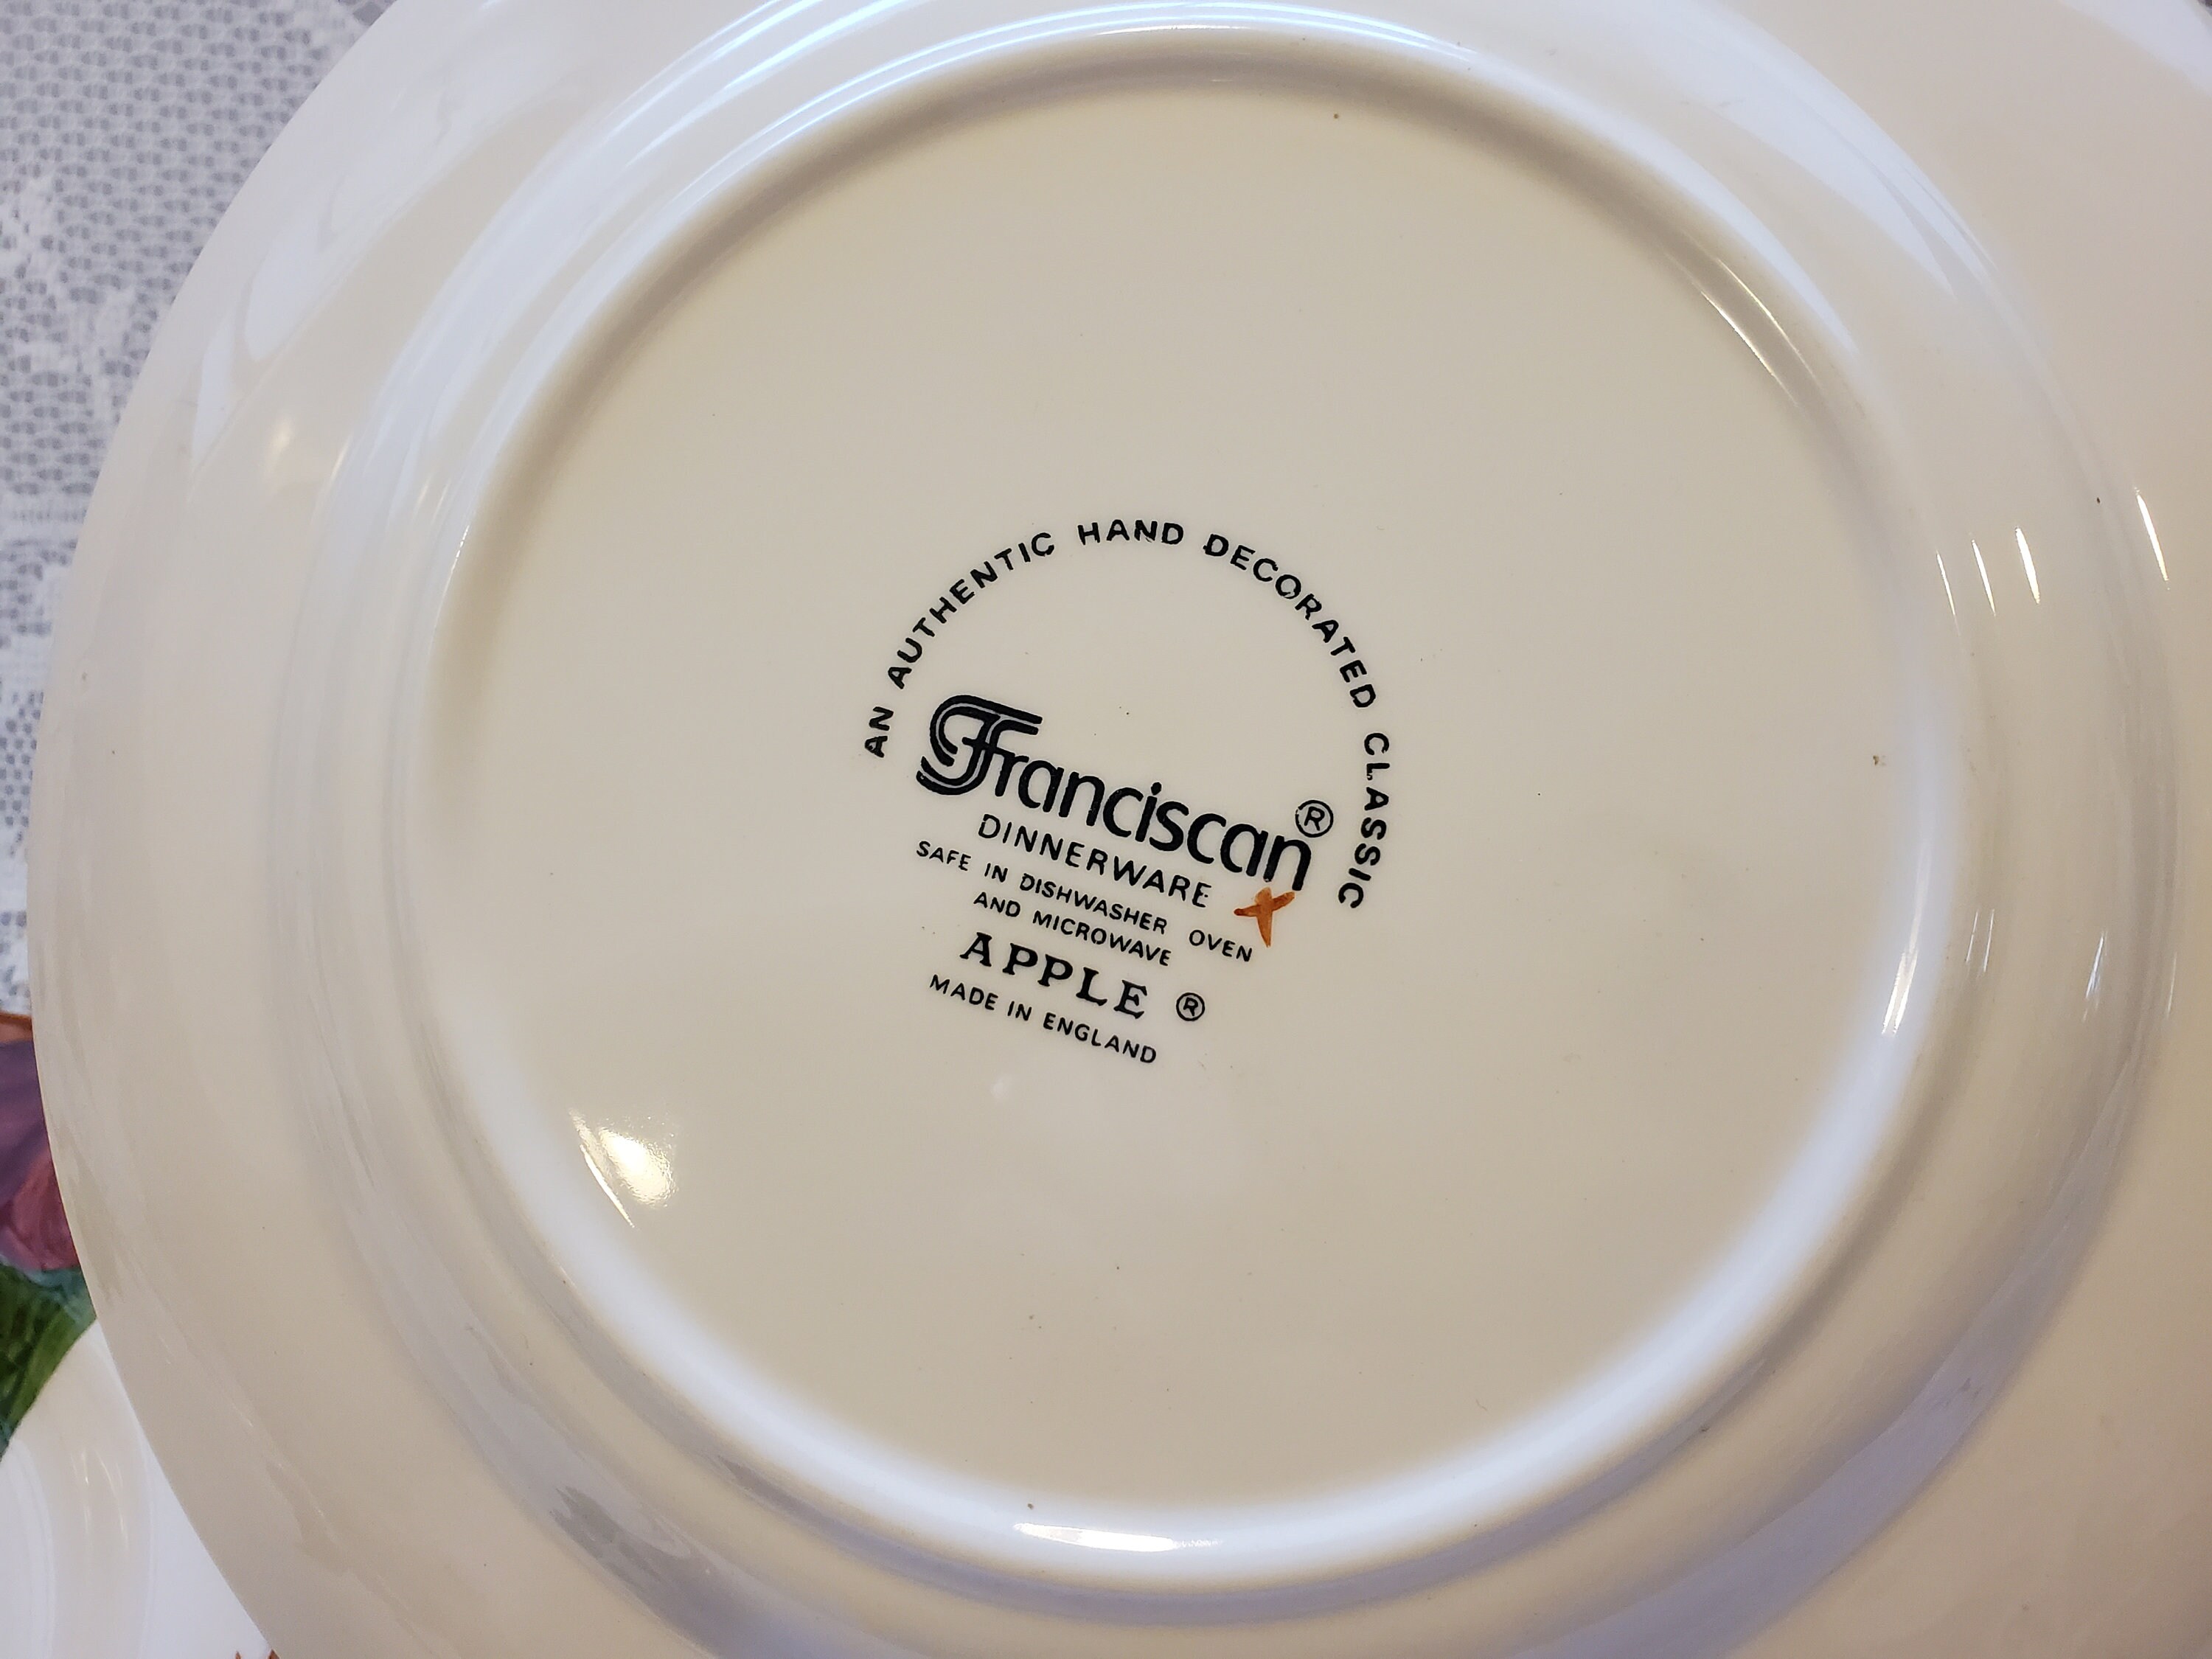 AN AUTHENTIC HAND DECORATED CLASSIC
Franciscan®
DINNERWARE
SAFE IN DISHWASHER OVEN
AND MICROWAVE
APPLE ®
MADE IN ENGLAND